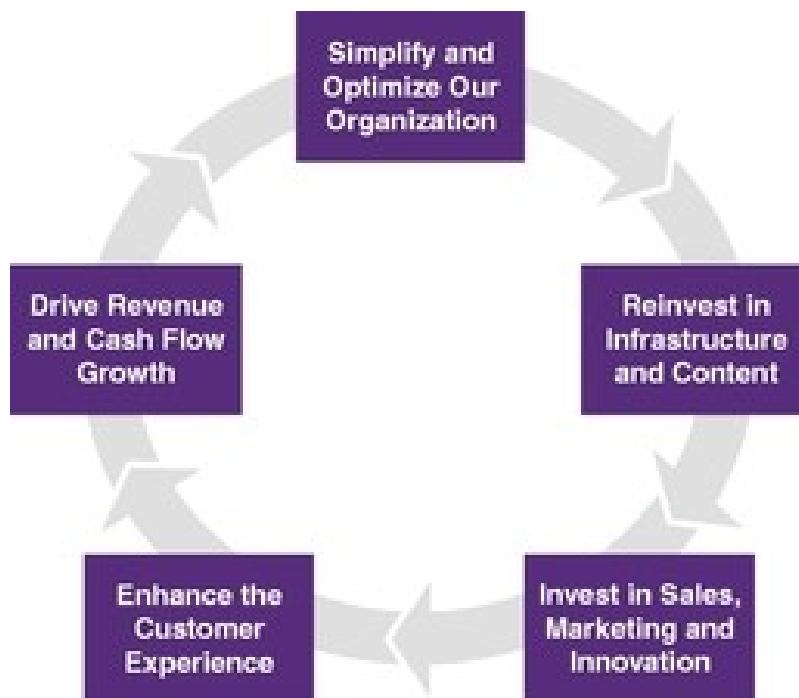 Simplify and
Optimize Our
Organization
Reinvest in
Infrastructure
and Content
Invest in Sales,
Marketing and
Innovation
Enhance the
Customer
Experience
Drive Revenue
and Cash Flow
Growth